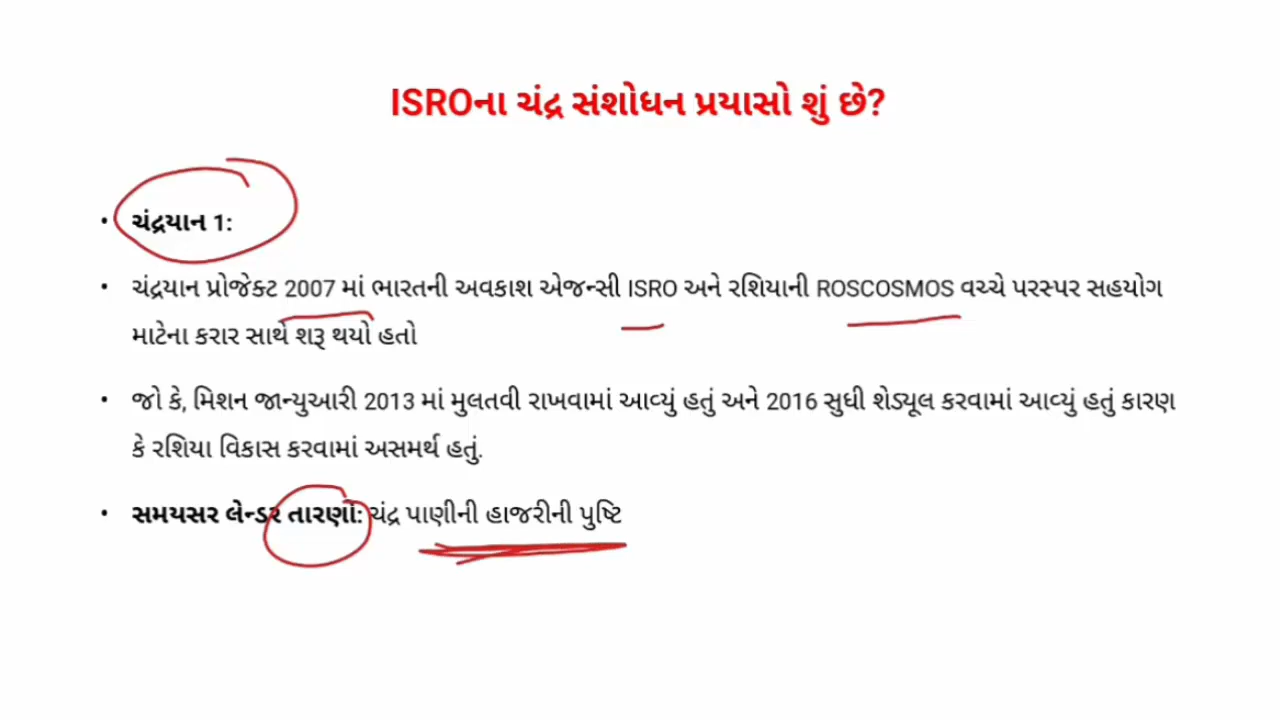 ISROના ચંદ્ર સંશોધન પ્રયાસો શું છે?
• ચંદ્રયાન 1:
• ચંદ્રયાન પ્રોજેક્ટ 2007 માં ભારતની અવકાશ એજન્સી ISRO અને રશિયાની ROSCOSMOS વચ્ચે પરસ્પર સહયોગ
માટેના કરાર સાથે શરૂ થયો હતો
• જો કે, મિશન જાન્યુઆરી 2013 માં મુલતવી રાખવામાં આવ્યું હતું અને 2016 સુધી શેડ્યૂલ કરવામાં આવ્યું હતું કારણ
કે રશિયા વિકાસ કરવામાં અસમર્થ હતું.
• સમયસર લેન્ડર તારણો: ચંદ્ર પાણીની હાજરીની પુષ્ટિ